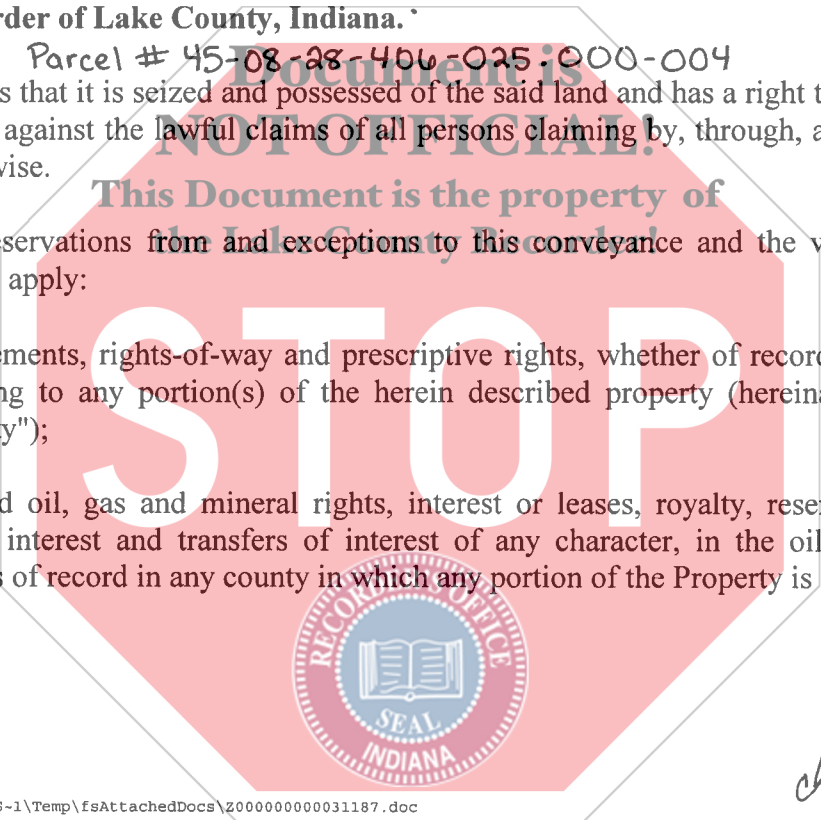 rder of Lake County, Indiana.
Parcel # 45-08-28-406-025.000-004
Document is
s that it is seized and possessed of the said land and has a right t
against the lawful claims of all persons claiming by, through, a
NOT OFFICIAL!
wise.
This Document is the property of
the Lake County Recorder!
servations from and exceptions to this conveyance and the v
apply:
STOP
ements, rights-of-way and prescriptive rights, whether of record
ng to any portion(s) of the herein described property (hereina
y");
d oil, gas and mineral rights, interest or leases, royalty, rese
interest and transfers of interest of any character, in the oil
s of record in any county in which any portion of the Property is
RECORDER'S OFFICE
SEAL
INDIANA
S~1\Temp\fsAttachedDocs\Z000000000031187.doc